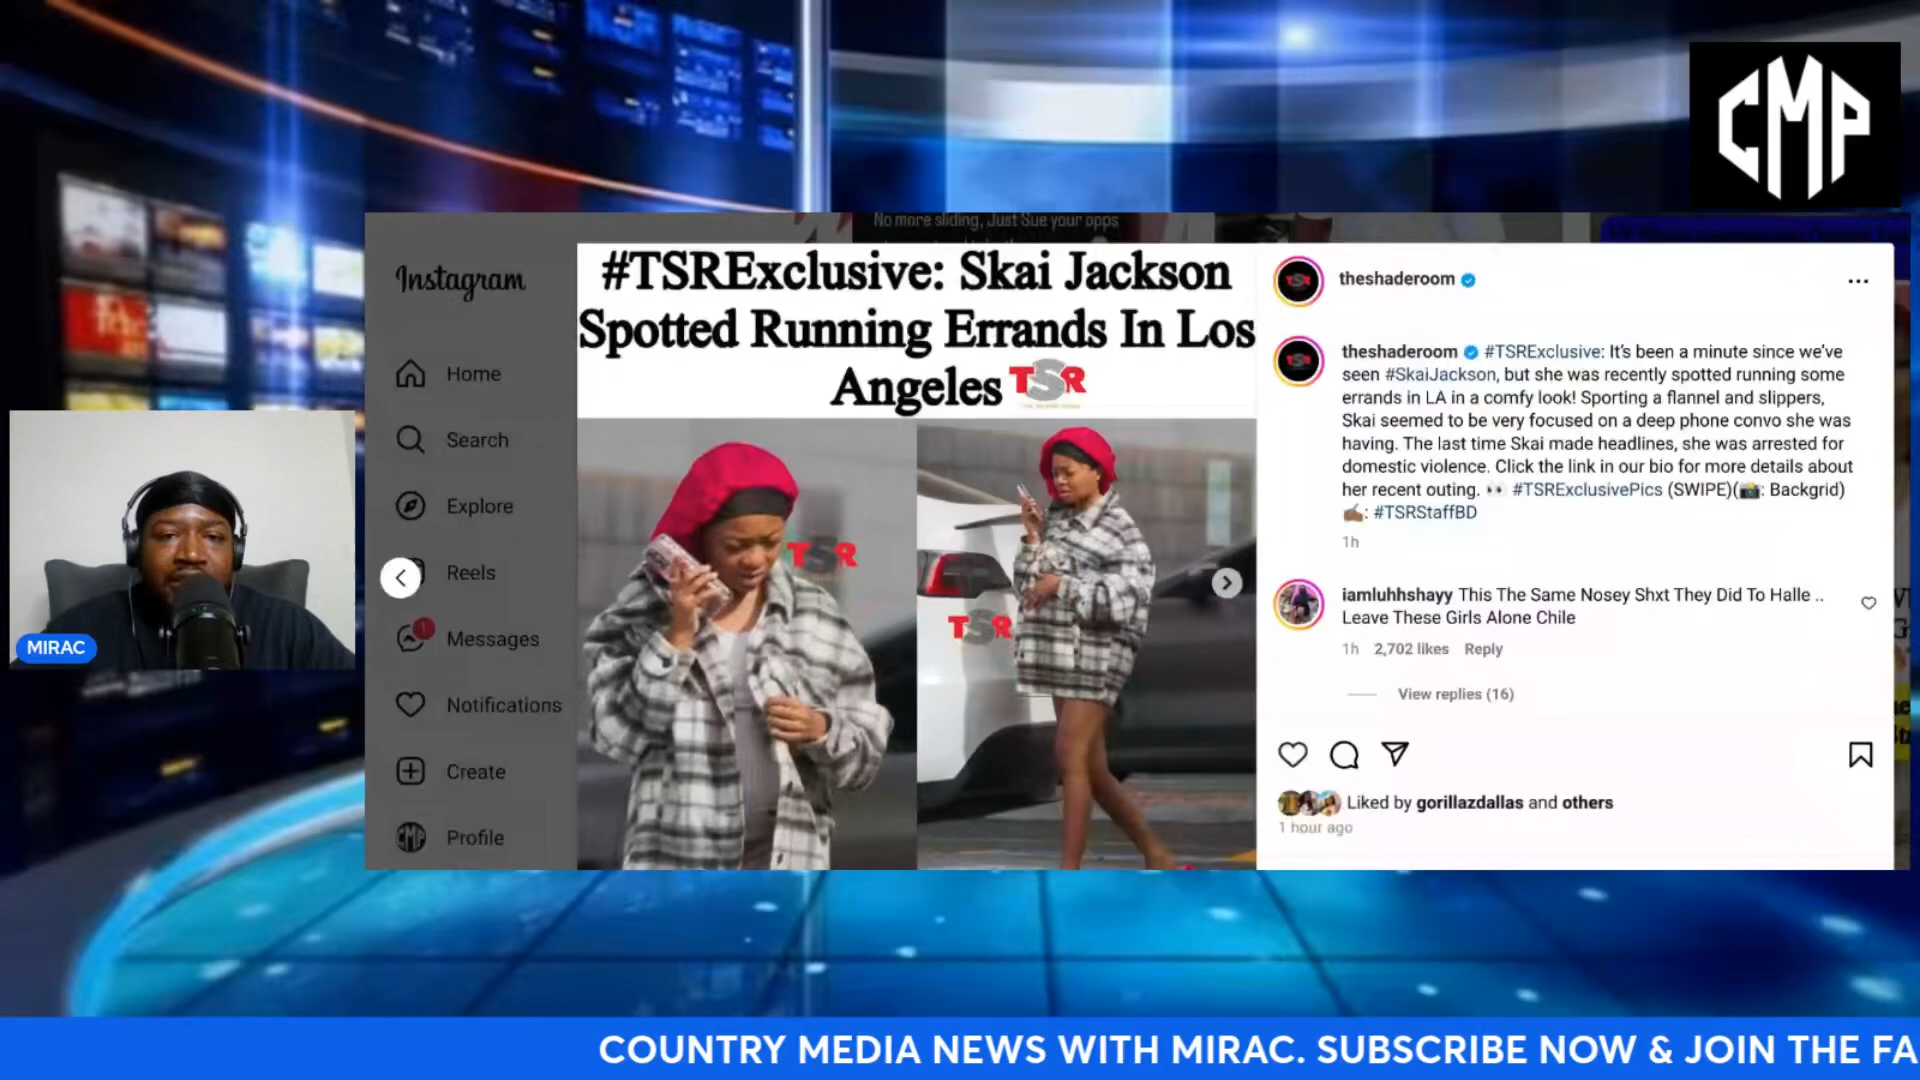 CMP
No more sliding, Just Sue your opps
Instagram
Home
Search
Explore
Reels
1
Messages
Notifications
Create
CMP
Profile
#TSRExclusive: Skai Jackson
Spotted Running Errands In Los
Angeles TSR
TSR
TSR
theshaderoom
theshaderoom #TSRExclusive: It's been a minute since we've
seen #SkaiJackson, but she was recently spotted running some
errands in LA in a comfy look! Sporting a flannel and slippers,
Skai seemed to be very focused on a deep phone convo she was
having. The last time Skai made headlines, she was arrested for
domestic violence. Click the link in our bio for more details about
her recent outing. 👀 #TSRExclusivePics (SWIPE)(📸: Backgrid)
✍🏾: #TSRStaffBD
1h
iamluhhshayy This The Same Nosey Shxt They Did To Halle ..
Leave These Girls Alone Chile
1h 2,702 likes Reply
View replies (16)
Liked by gorillazdallas and others
1 hour ago
MIRAC
COUNTRY MEDIA NEWS WITH MIRAC. SUBSCRIBE NOW & JOIN THE FA